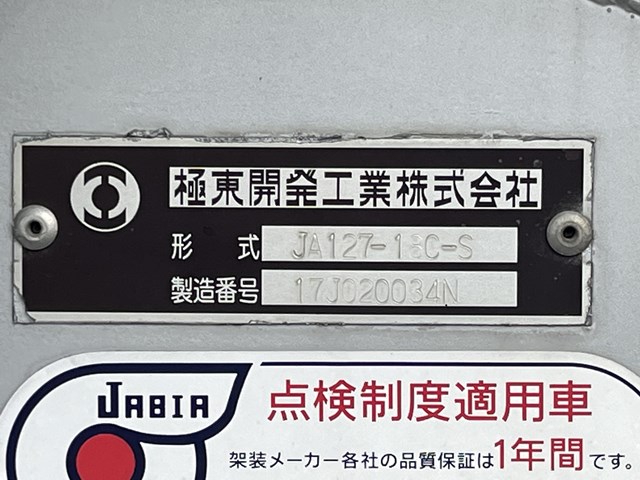 極東開発工業株式会社
形式 JA127-13C-S
製造番号 17J020034N
JABIA 点検制度適用車
架装メーカー各社の品質保証は1年間です。